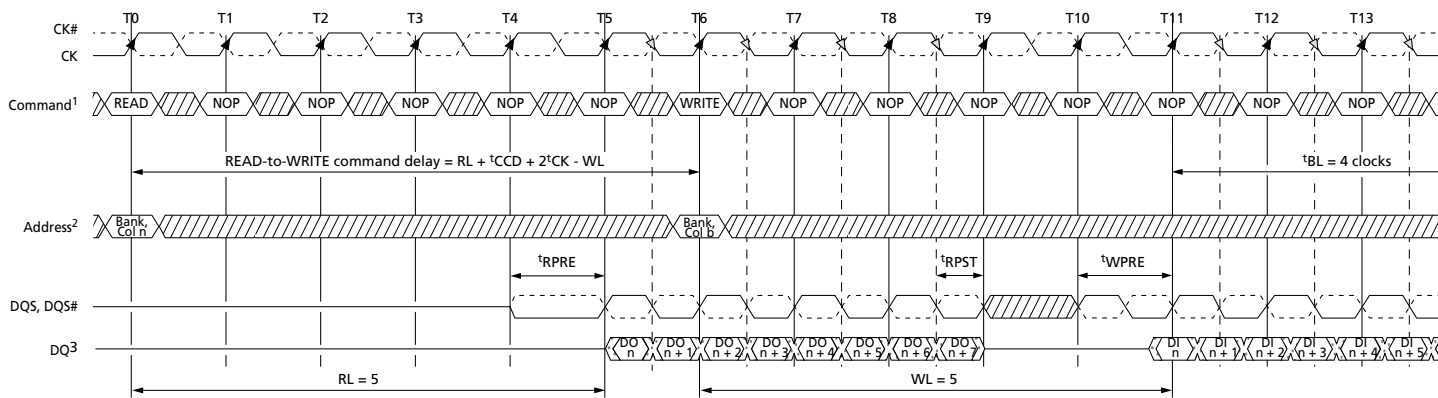 T0 T1 T2 T3 T4 T5 T6 T7 T8 T9 T10 T11 T12 T13
CK#
CK
Command1 READ NOP NOP NOP NOP NOP WRITE NOP NOP NOP NOP NOP NOP NOP
READ-to-WRITE command delay = RL + tCCD + 2tCK - WL tBL = 4 clocks
Address2 Bank, Col n Bank, Col b
tRPRE tRPST tWPRE
DQS, DQS#
DQ3 DO n DO n + 1 DO n + 2 DO n + 3 DO n + 4 DO n + 5 DO n + 6 DO n + 7 DI n DI n + 1 DI n + 2 DI n + 3 DI n + 4 DI n + 5
RL = 5 WL = 5